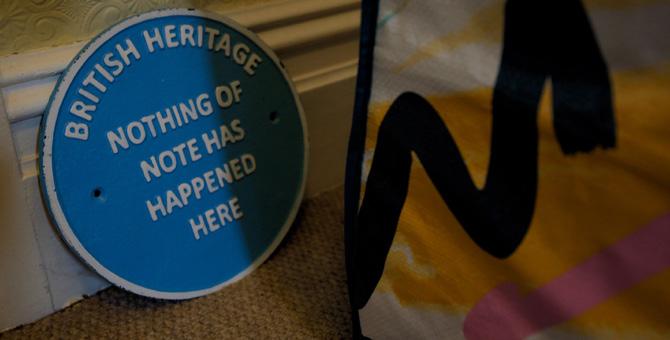 BRITISH HERITAGE
NOTHING OF
NOTE HAS
HAPPENED
HERE